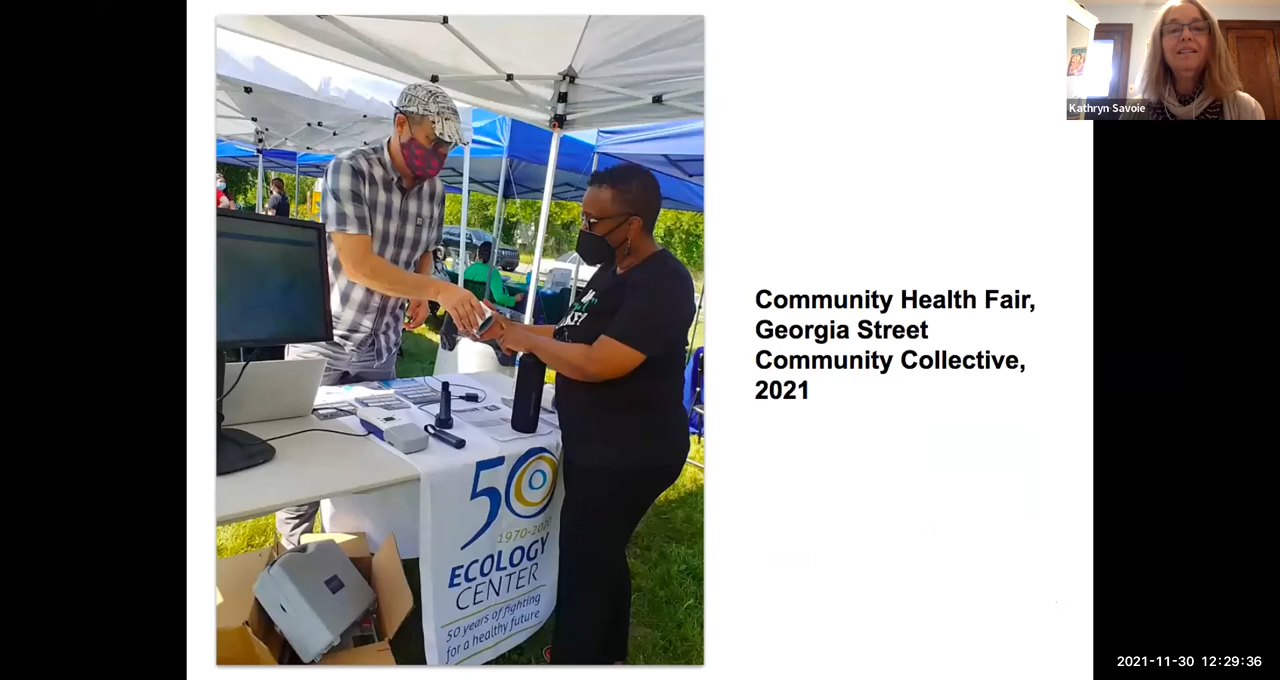 Kathryn Savoie
Community Health Fair,
Georgia Street
Community Collective,
2021
50
1970-2020
ECOLOGY
CENTER
50 years of fighting
for a healthy future
2021-11-30 12:29:36